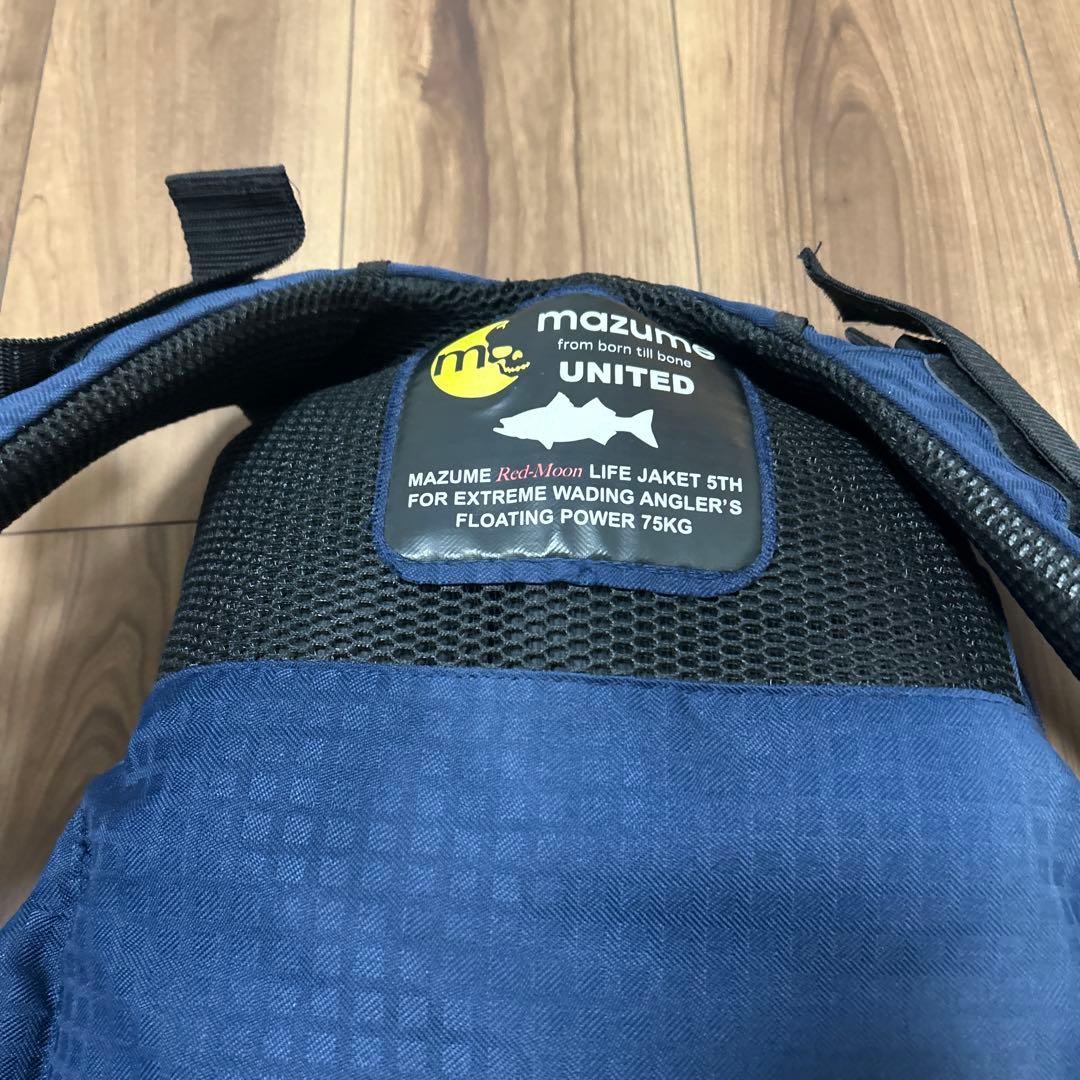 mazume
from born till bone
m
UNITED
MAZUME Red-Moon LIFE JAKET 5TH
FOR EXTREME WADING ANGLER'S
FLOATING POWER 75KG